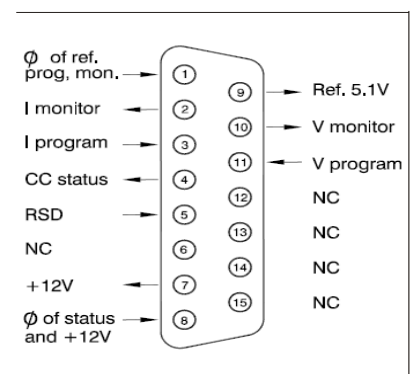 Ø of ref.
prog, mon.
I monitor
I program
CC status
RSD
NC
+12V
Ø of status
and +12V
1
2
3
4
5
6
7
8
9
10
11
12
13
14
15
Ref. 5.1V
V monitor
V program
NC
NC
NC
NC